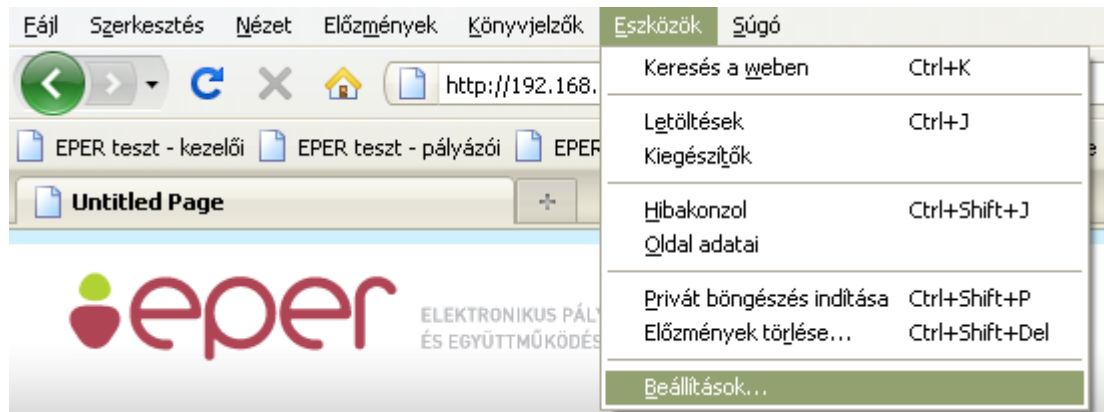 Fájl Szerkesztés Nézet Előzmények Könyvjelzők Eszközök Súgó
http://192.168.
EPER teszt - kezelői EPER teszt - pályázói EPER
Untitled Page
eper
ELEKTRONIKUS
ÉS
Keresés a weben Ctrl+K
Letöltések Ctrl+J
Kiegészítők
Hibakonzol Ctrl+Shift+J
Oldal adatai
Privát böngészés indítása Ctrl+Shift+P
Előzmények törlése... Ctrl+Shift+Del
Beállítások...